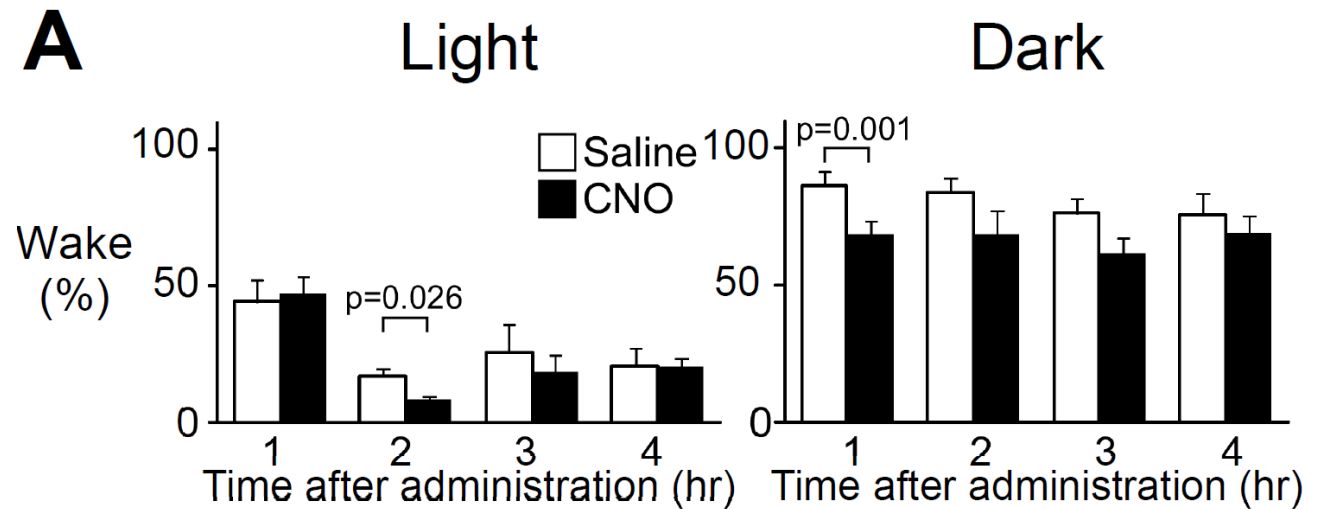 A
Light
Dark
100
50
0
Wake
(%)
Saline
CNO
p=0.026
1 2 3 4
Time after administration (hr)
100
50
0
p=0.001
1 2 3 4
Time after administration (hr)